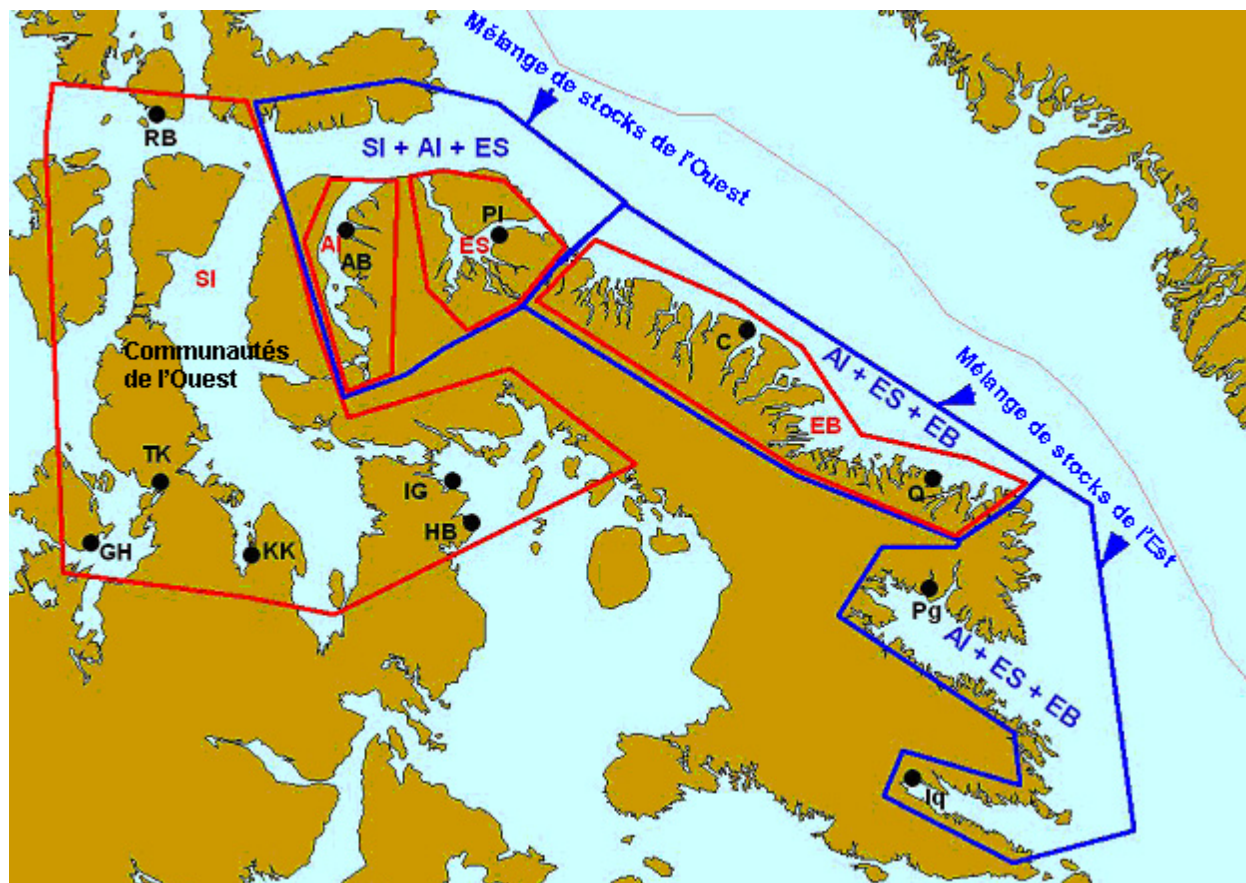 Mélange de stocks de l'Ouest
RB
SI + AI + ES
PI
AI
ES
AB
SI
C
Communautés
de l'Ouest
AI + ES + EB
Mélange de stocks de l'Est
EB
TK
IG
Q
HB
GH
KK
Pg
AI + ES + EB
Iq